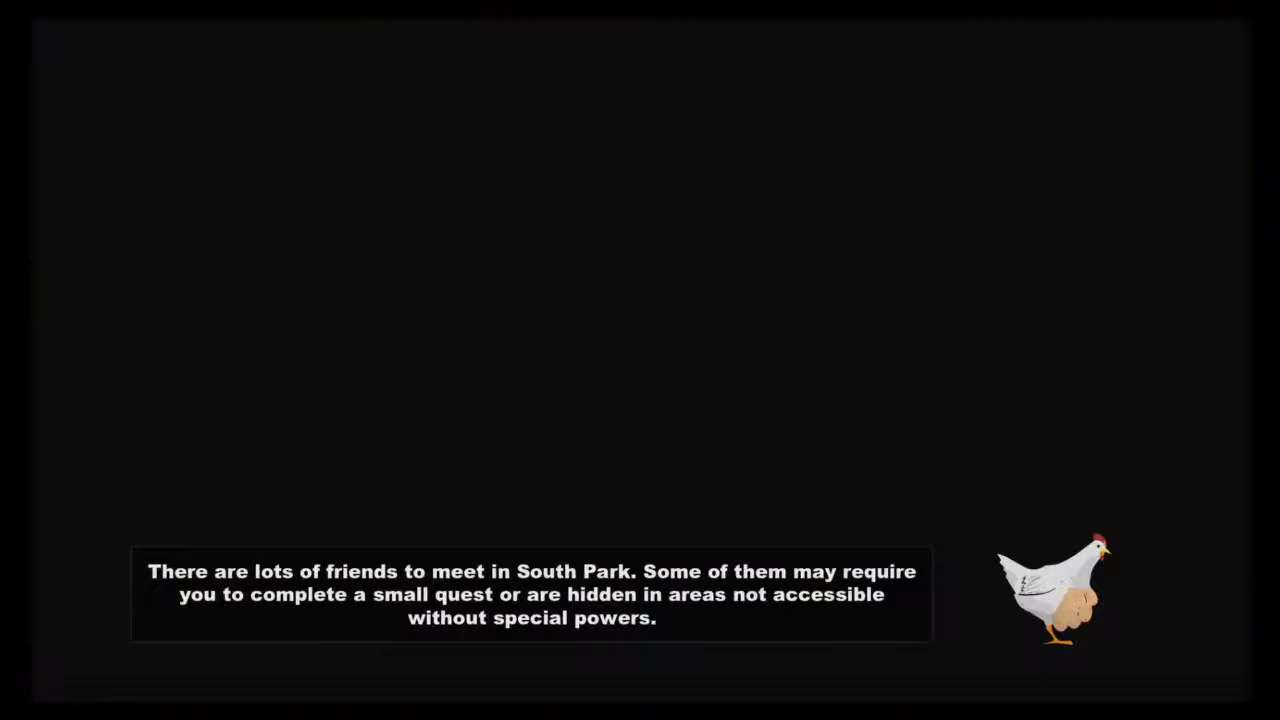 There are lots of friends to meet in South Park. Some of them may require
you to complete a small quest or are hidden in areas not accessible
without special powers.